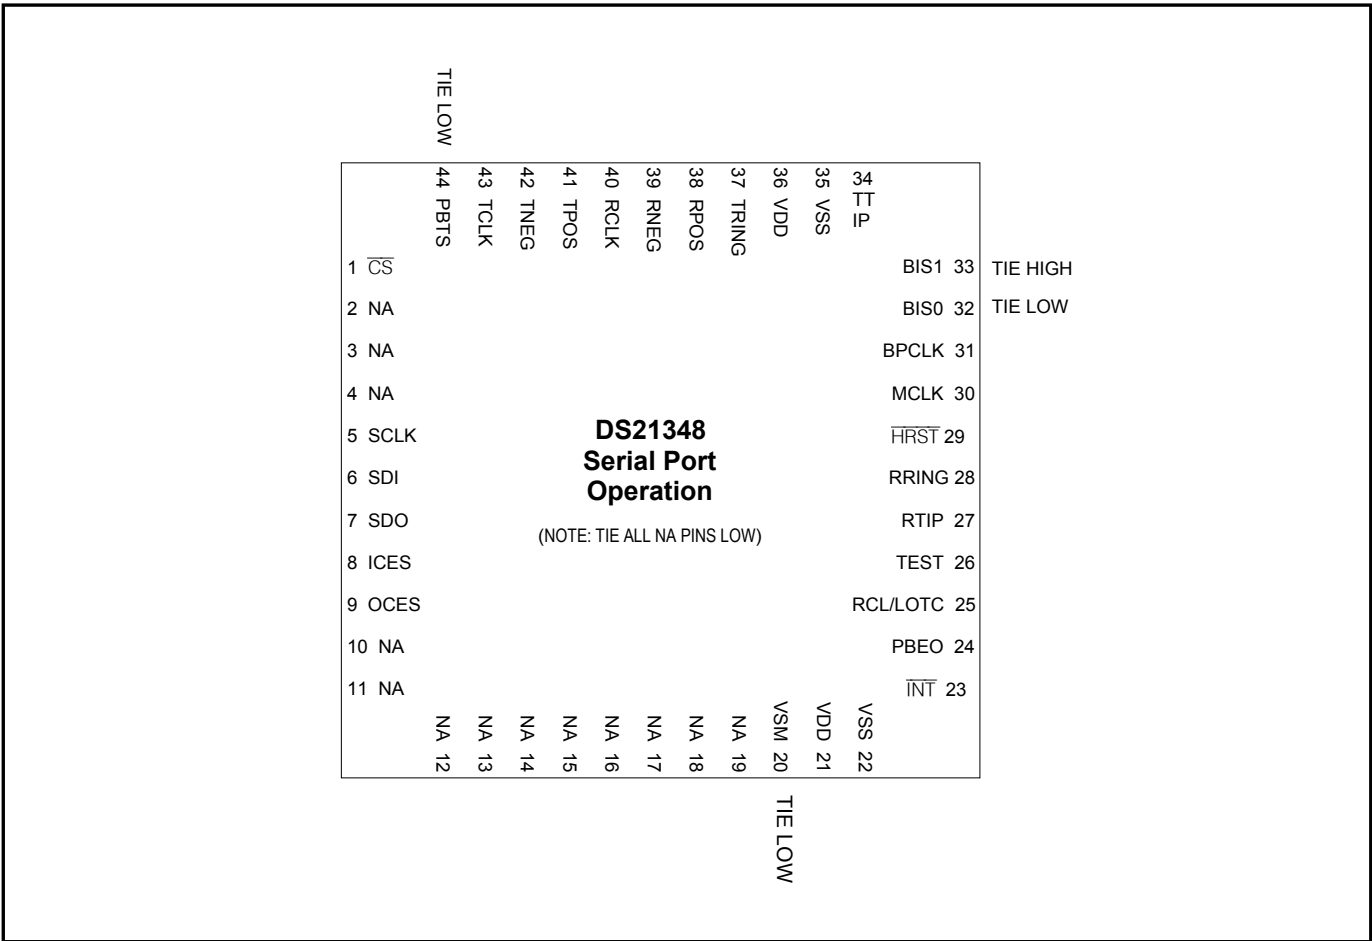 TIE LOW
44 PBTS
43 TCLK
42 TNEG
41 TPOS
40 RCLK
39 RNEG
38 RPOS
37 TRING
36 VDD
35 VSS
34
TT
IP
1 CS
2 NA
3 NA
4 NA
5 SCLK
6 SDI
7 SDO
8 ICES
9 OCES
10 NA
11 NA
DS21348
Serial Port
Operation
(NOTE: TIE ALL NA PINS LOW)
BIS1 33 TIE HIGH
BIS0 32 TIE LOW
BPCLK 31
MCLK 30
HRST 29
RRING 28
RTIP 27
TEST 26
RCL/LOTC 25
PBEO 24
INT 23
NA 12
NA 13
NA 14
NA 15
NA 16
NA 17
NA 18
NA 19
VSM 20
VDD 21
VSS 22
TIE LOW